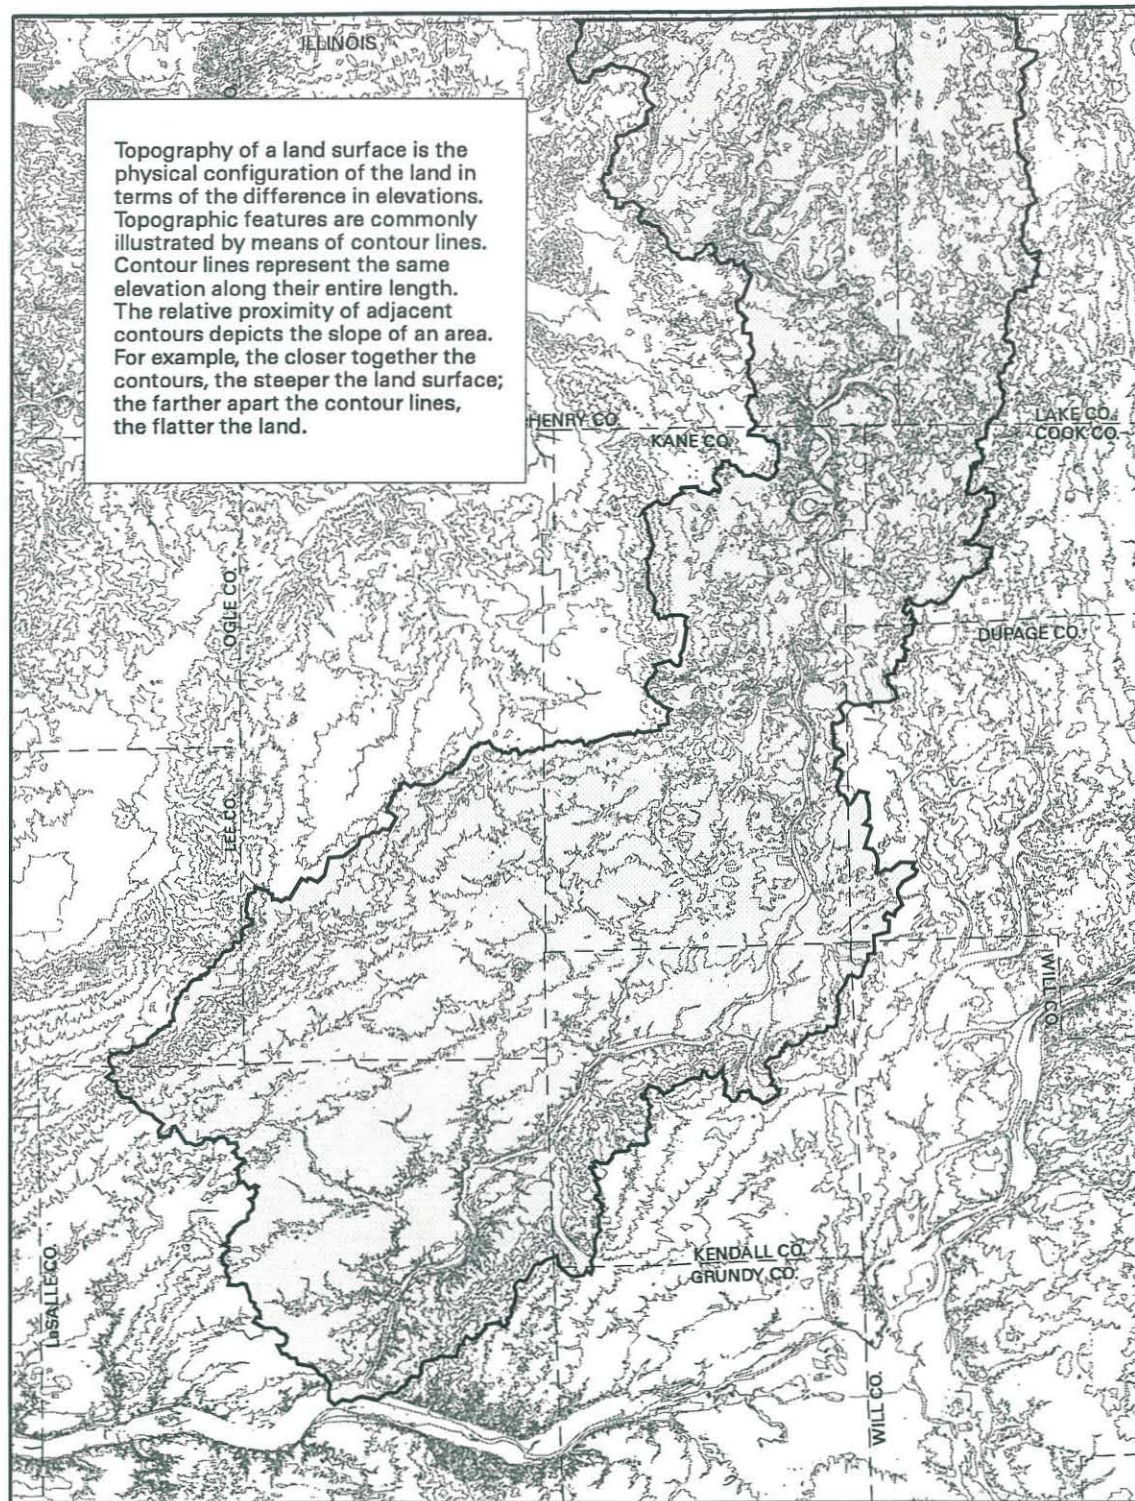 ILLINOIS
Topography of a land surface is the
physical configuration of the land in
terms of the difference in elevations.
Topographic features are commonly
illustrated by means of contour lines.
Contour lines represent the same
elevation along their entire length.
The relative proximity of adjacent
contours depicts the slope of an area.
For example, the closer together the
contours, the steeper the land surface;
the farther apart the contour lines,
the flatter the land.
HENRY CO.
KANE CO.
LAKE CO.
COOK CO.
OGLE CO.
DUPAGE CO.
LEE CO.
WILL CO.
LaSALLE CO.
KENDALL CO.
GRUNDY CO.
WILL CO.